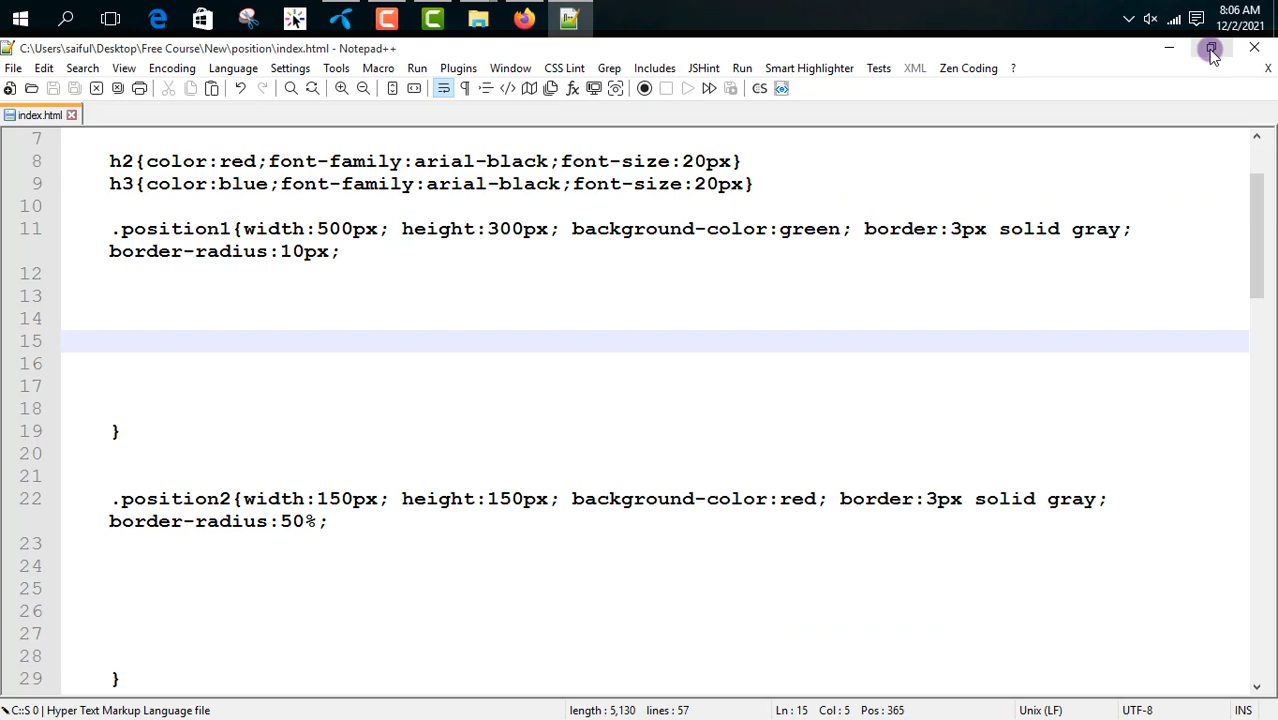 8:06 AM
12/2/2021
C:\Users\saiful\Desktop\Free Course\New\position\index.html - Notepad++
File Edit Search View Encoding Language Settings Tools Macro Run Plugins Window CSS Lint Grep Includes JSHint Run Smart Highlighter Tests XML Zen Coding ? X
index.html
7
8 h2{color:red;font-family:arial-black;font-size:20px}
9 h3{color:blue;font-family:arial-black;font-size:20px}
10
11 .position1{width:500px; height:300px; background-color:green; border:3px solid gray;
border-radius:10px;
12
13
14
15
16
17
18
19 }
20
21
22 .position2{width:150px; height:150px; background-color:red; border:3px solid gray;
border-radius:50%;
23
24
25
26
27
28
29 }
C::S 0 | Hyper Text Markup Language file length : 5,130 lines : 57 Ln : 15 Col : 5 Pos : 365 Unix (LF) UTF-8 INS